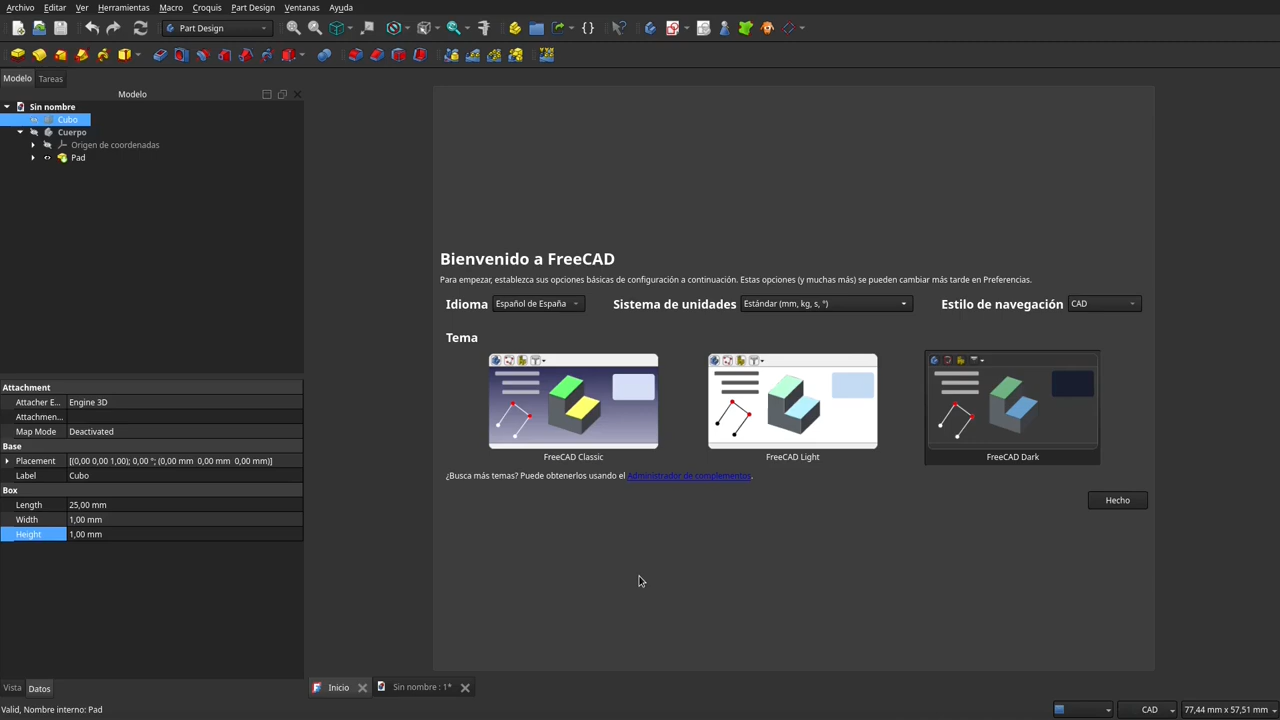 Archivo Editar Ver Herramientas Macro Croquis Part Design Ventanas Ayuda
Part Design
Modelo Tareas
Modelo
Sin nombre
Cubo
Cuerpo
Origen de coordenadas
Pad
Bienvenido a FreeCAD
Para empezar, establezca sus opciones básicas de configuración a continuación. Estas opciones (y muchas más) se pueden cambiar más tarde en Preferencias.
Idioma Español de España Sistema de unidades Estándar (mm, kg, s, °) Estilo de navegación CAD
Tema
FreeCAD Classic FreeCAD Light FreeCAD Dark
¿Busca más temas? Puede obtenerlos usando el Administrador de complementos.
Hecho
Attachment
Attacher E... Engine 3D
Attachmen...
Map Mode Deactivated
Base
Placement [(0,00 0,00 1,00); 0,00 °; (0,00 mm 0,00 mm 0,00 mm)]
Label Cubo
Box
Length 25,00 mm
Width 1,00 mm
Height 1,00 mm
Vista Datos
Inicio Sin nombre : 1*
Valid, Nombre interno: Pad
CAD 77,44 mm x 57,51 mm